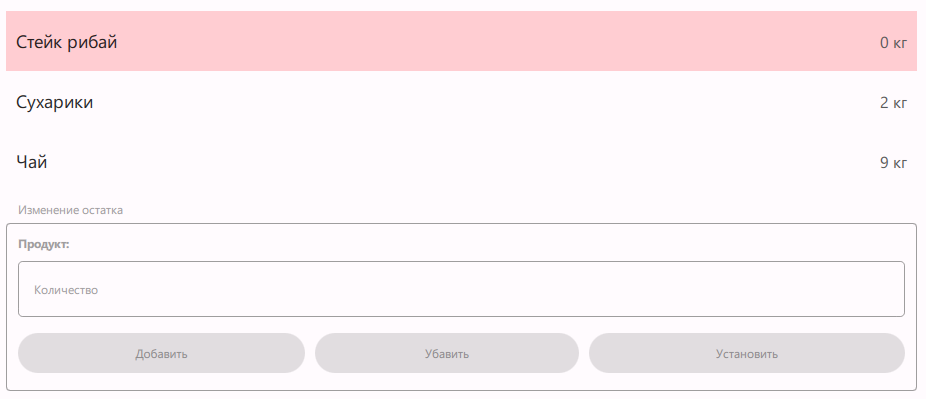 Стейк рибай 0 кг
Сухарики 2 кг
Чай 9 кг
Изменение остатка
Продукт:
Количество
Добавить Убавить Установить